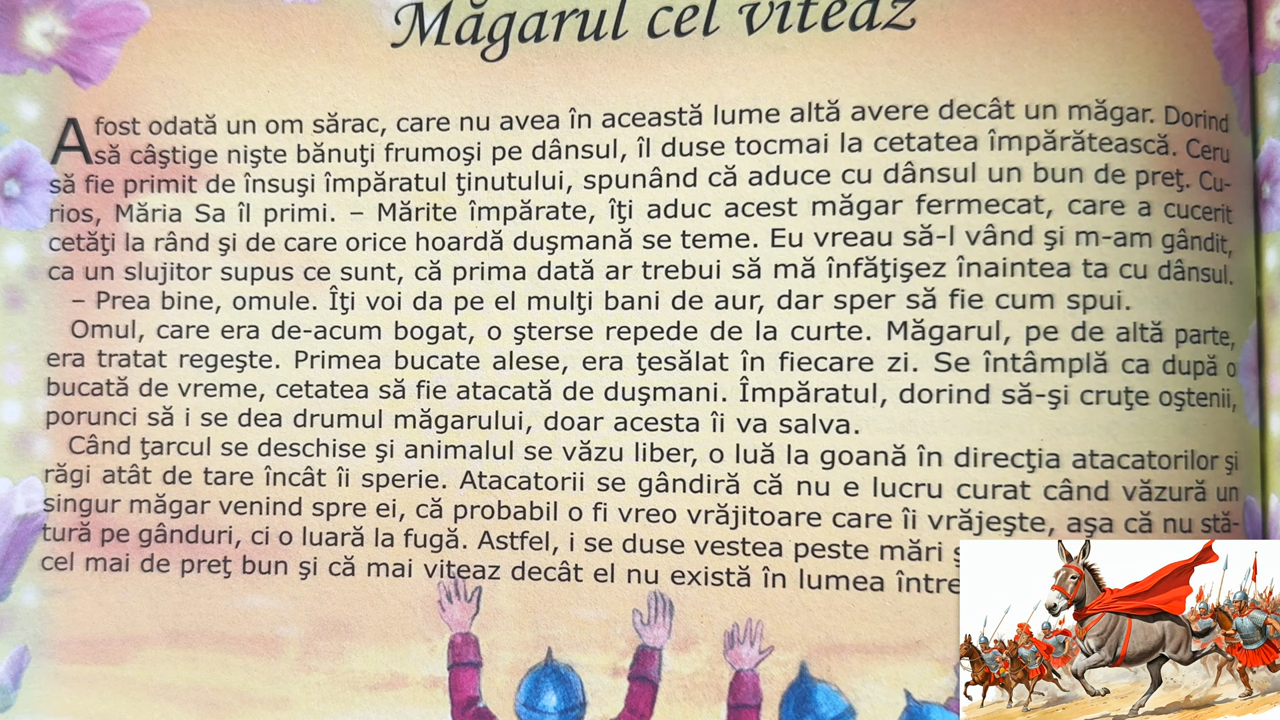 Măgarul cel viteaz
A fost odată un om sărac, care nu avea în această lume altă avere decât un măgar. Dorind
să câştige nişte bănuţi frumoşi pe dânsul, îl duse tocmai la cetatea împărătească. Ceru
să fie primit de însuşi împăratul ţinutului, spunând că aduce cu dânsul un bun de preţ. Cu-
rios, Măria Sa îl primi. – Mărite împărate, îţi aduc acest măgar fermecat, care a cucerit
cetăţi la rând şi de care orice hoardă duşmană se teme. Eu vreau să-l vând şi m-am gândit,
ca un slujitor supus ce sunt, că prima dată ar trebui să mă înfăţişez înaintea ta cu dânsul.
– Prea bine, omule. Îţi voi da pe el mulţi bani de aur, dar sper să fie cum spui.
Omul, care era de-acum bogat, o şterse repede de la curte. Măgarul, pe de altă parte,
era tratat regeşte. Primea bucate alese, era ţesălat în fiecare zi. Se întâmplă ca după o
bucată de vreme, cetatea să fie atacată de duşmani. Împăratul, dorind să-şi cruţe oştenii,
porunci să i se dea drumul măgarului, doar acesta îi va salva.
Când ţarcul se deschise şi animalul se văzu liber, o luă la goană în direcţia atacatorilor şi
răgi atât de tare încât îi sperie. Atacatorii se gândiră că nu e lucru curat când văzură un
singur măgar venind spre ei, că probabil o fi vreo vrăjitoare care îi vrăjeşte, aşa că nu stă-
tură pe gânduri, ci o luară la fugă. Astfel, i se duse vestea peste mări
cel mai de preţ bun şi că mai viteaz decât el nu există în lumea